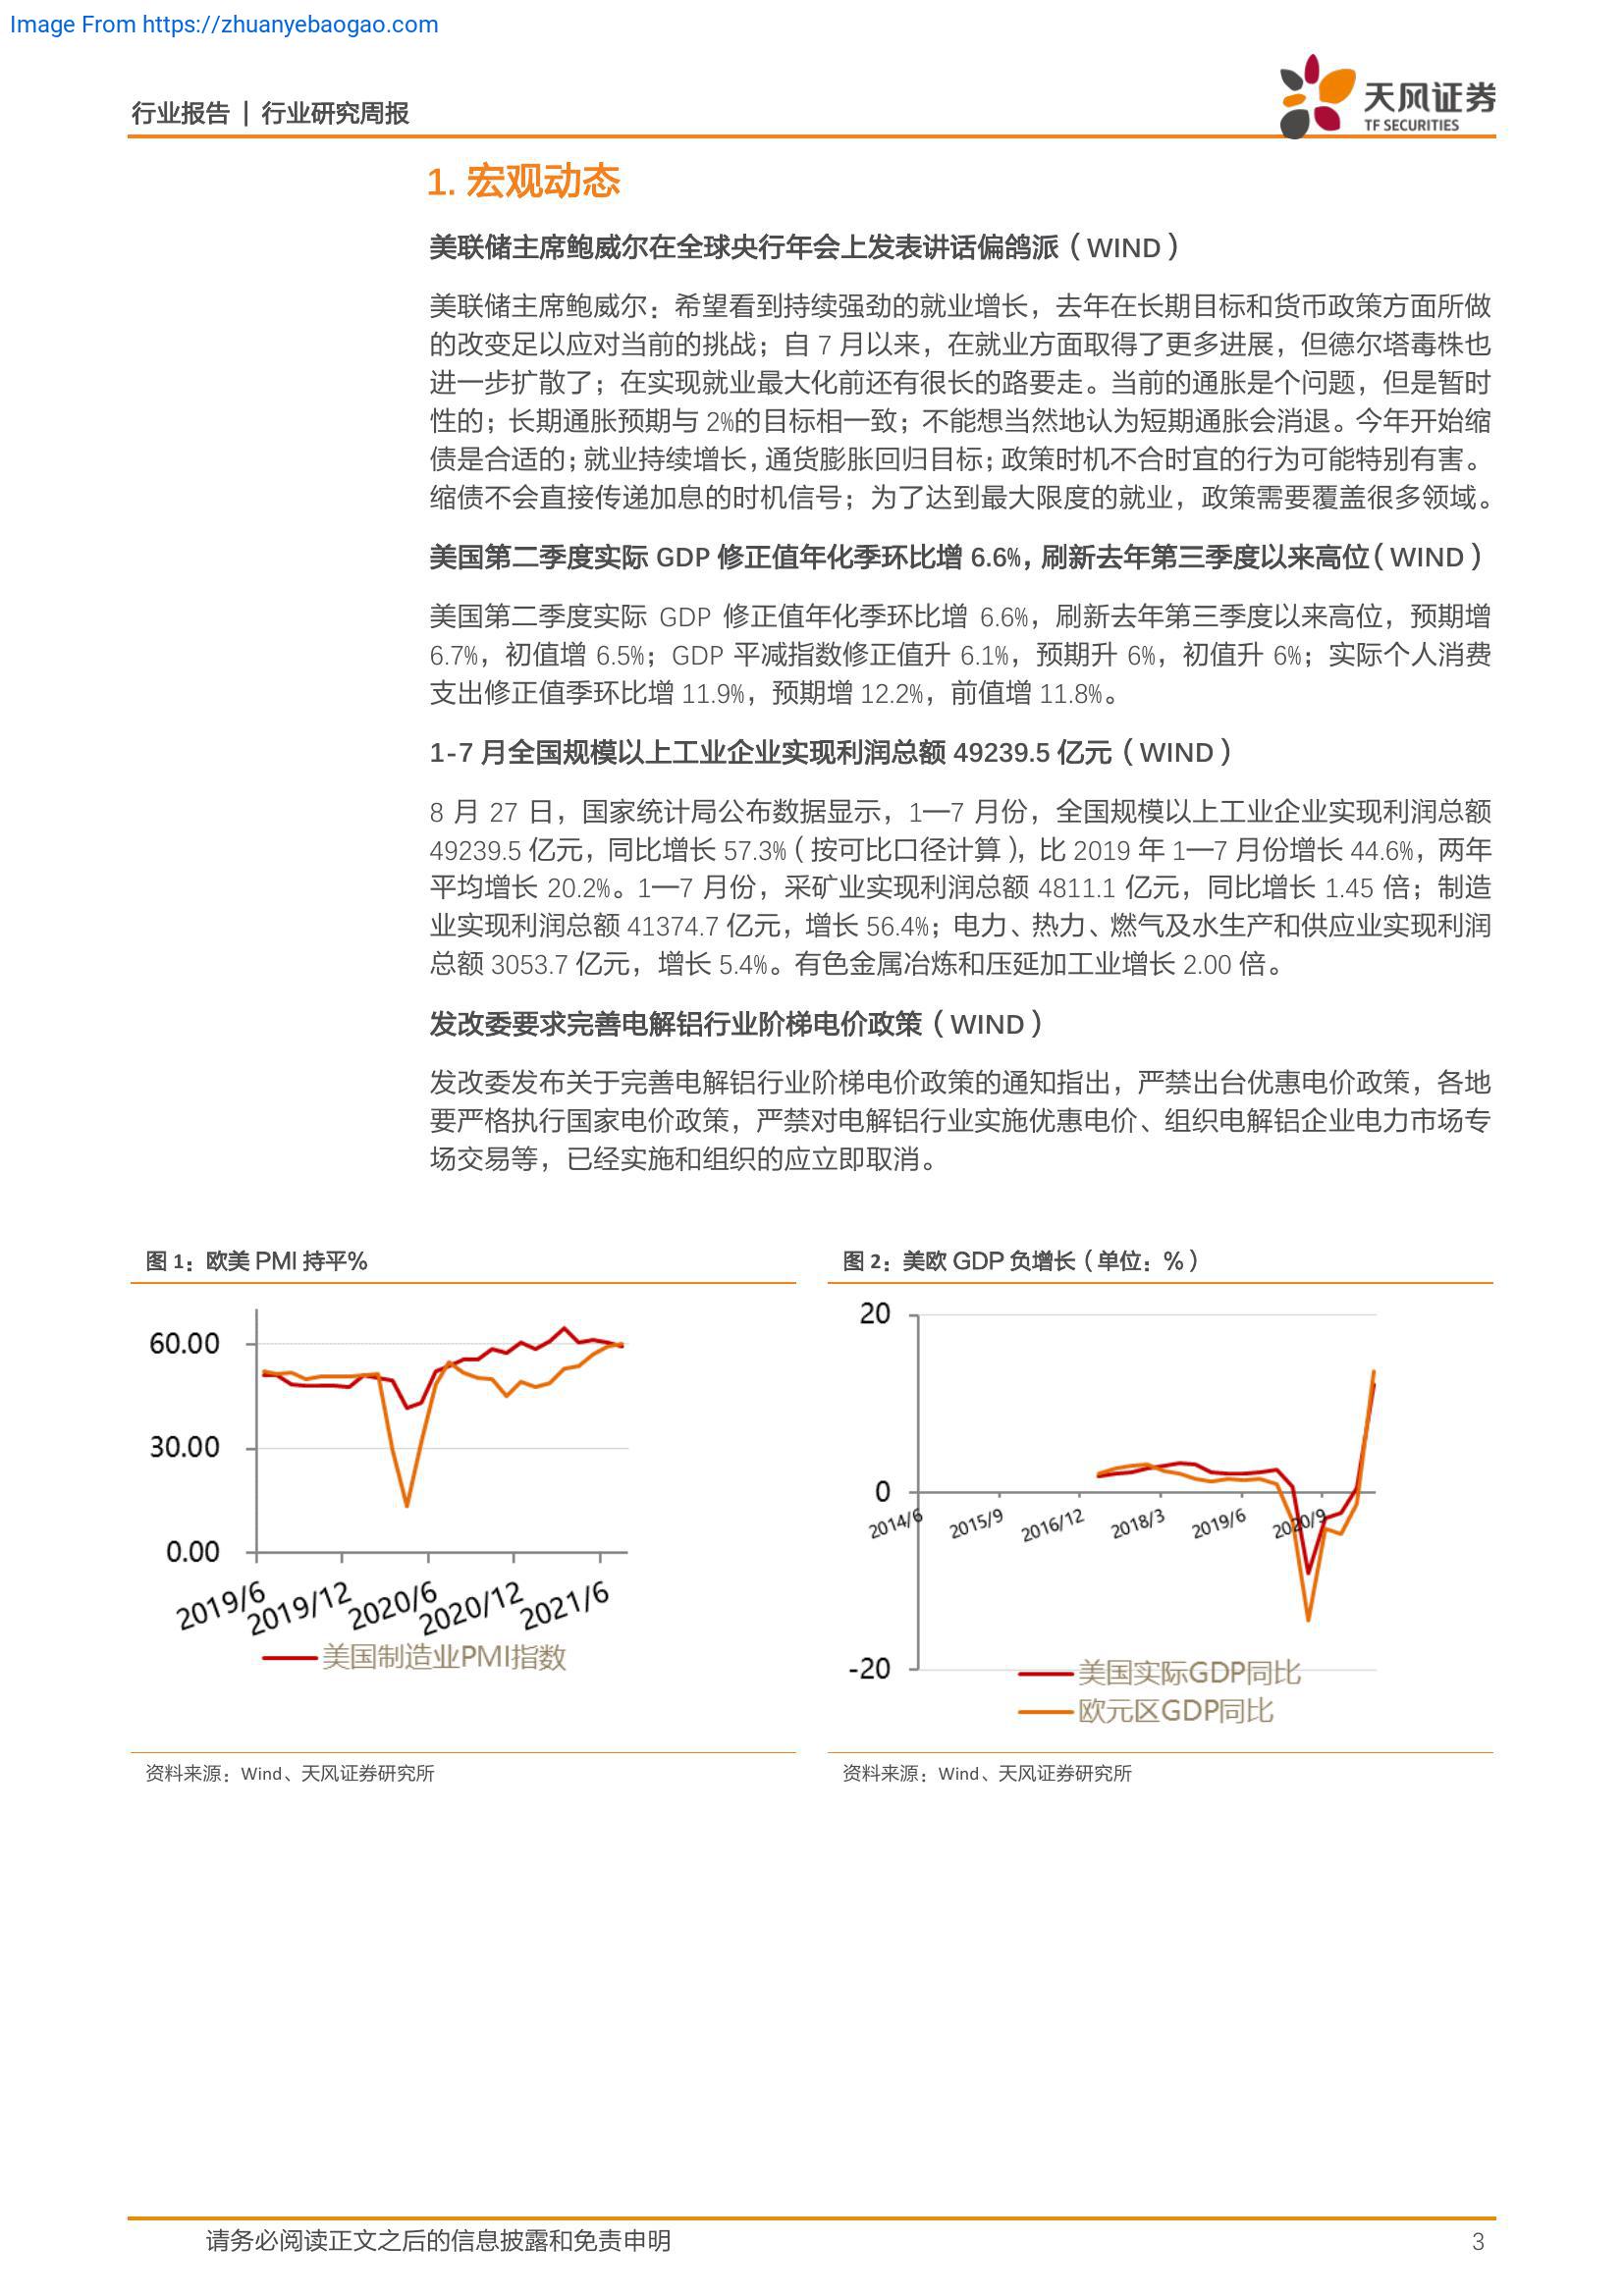 Image From https://zhuanyebaogao.com
行业报告 | 行业研究周报
天风证券
TF SECURITIES
1. 宏观动态
美联储主席鲍威尔在全球央行年会上发表讲话偏鸽派（WIND）
美联储主席鲍威尔：希望看到持续强劲的就业增长，去年在长期目标和货币政策方面所做
的改变足以应对当前的挑战；自 7 月以来，在就业方面取得了更多进展，但德尔塔毒株也
进一步扩散了；在实现就业最大化前还有很长的路要走。当前的通胀是个问题，但是暂时
性的；长期通胀预期与 2%的目标相一致；不能想当然地认为短期通胀会消退。今年开始缩
债是合适的；就业持续增长，通货膨胀回归目标；政策时机不合时宜的行为可能特别有害。
缩债不会直接传递加息的时机信号；为了达到最大限度的就业，政策需要覆盖很多领域。
美国第二季度实际 GDP 修正值年化季环比增 6.6%，刷新去年第三季度以来高位（WIND）
美国第二季度实际 GDP 修正值年化季环比增 6.6%，刷新去年第三季度以来高位，预期增
6.7%，初值增 6.5%；GDP 平减指数修正值升 6.1%，预期升 6%，初值升 6%；实际个人消费
支出修正值季环比增 11.9%，预期增 12.2%，前值增 11.8%。
1-7 月全国规模以上工业企业实现利润总额 49239.5 亿元（WIND）
8 月 27 日，国家统计局公布数据显示，1—7 月份，全国规模以上工业企业实现利润总额
49239.5 亿元，同比增长 57.3%（按可比口径计算），比 2019 年 1—7 月份增长 44.6%，两年
平均增长 20.2%。1—7 月份，采矿业实现利润总额 4811.1 亿元，同比增长 1.45 倍；制造
业实现利润总额 41374.7 亿元，增长 56.4%；电力、热力、燃气及水生产和供应业实现利润
总额 3053.7 亿元，增长 5.4%。有色金属冶炼和压延加工业增长 2.00 倍。
发改委要求完善电解铝行业阶梯电价政策（WIND）
发改委发布关于完善电解铝行业阶梯电价政策的通知指出，严禁出台优惠电价政策，各地
要严格执行国家电价政策，严禁对电解铝行业实施优惠电价、组织电解铝企业电力市场专
场交易等，已经实施和组织的应立即取消。
图 1：欧美 PMI 持平%
60.00
30.00
0.00
2019/6
2019/12
2020/6
2020/12
2021/6
美国制造业PMI指数
资料来源：Wind、天风证券研究所
图 2：美欧 GDP 负增长（单位：%）
20
0
-20
2014/6
2015/9
2016/12
2018/3
2019/6
2020/9
美国实际GDP同比
欧元区GDP同比
资料来源：Wind、天风证券研究所
请务必阅读正文之后的信息披露和免责申明
3